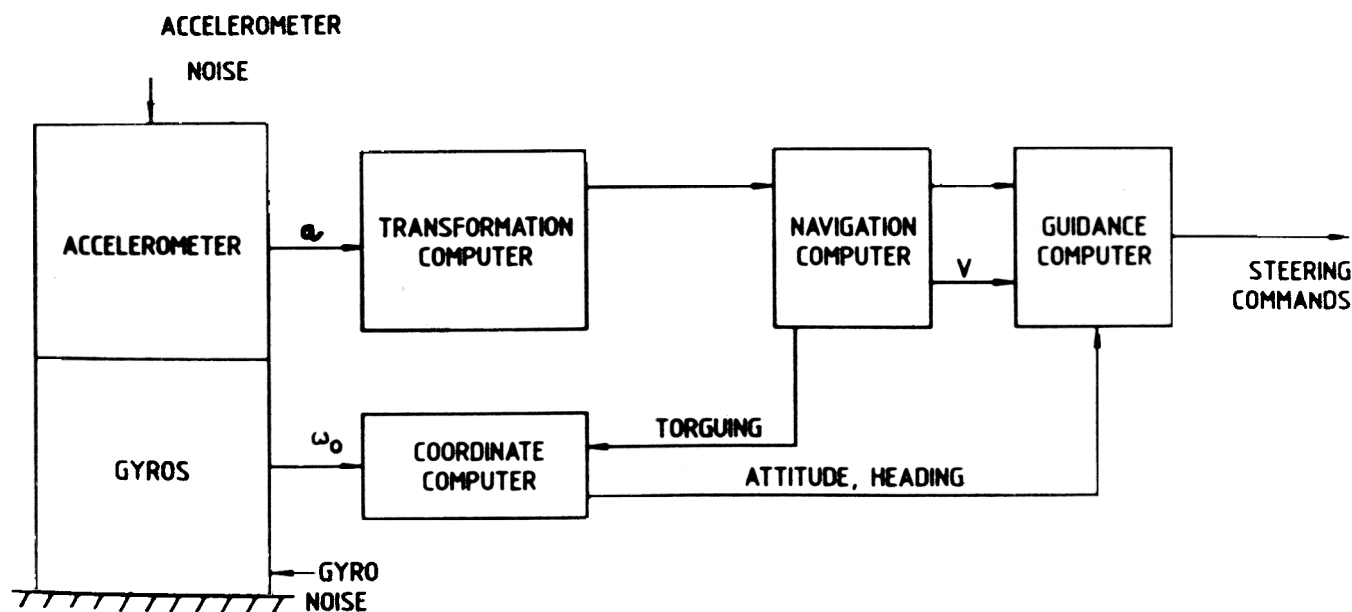 ACCELEROMETER
NOISE
ACCELEROMETER
a
TRANSFORMATION
COMPUTER
NAVIGATION
COMPUTER
V
GUIDANCE
COMPUTER
STEERING
COMMANDS
GYROS
ω₀
COORDINATE
COMPUTER
TORGUING
ATTITUDE, HEADING
GYRO
NOISE